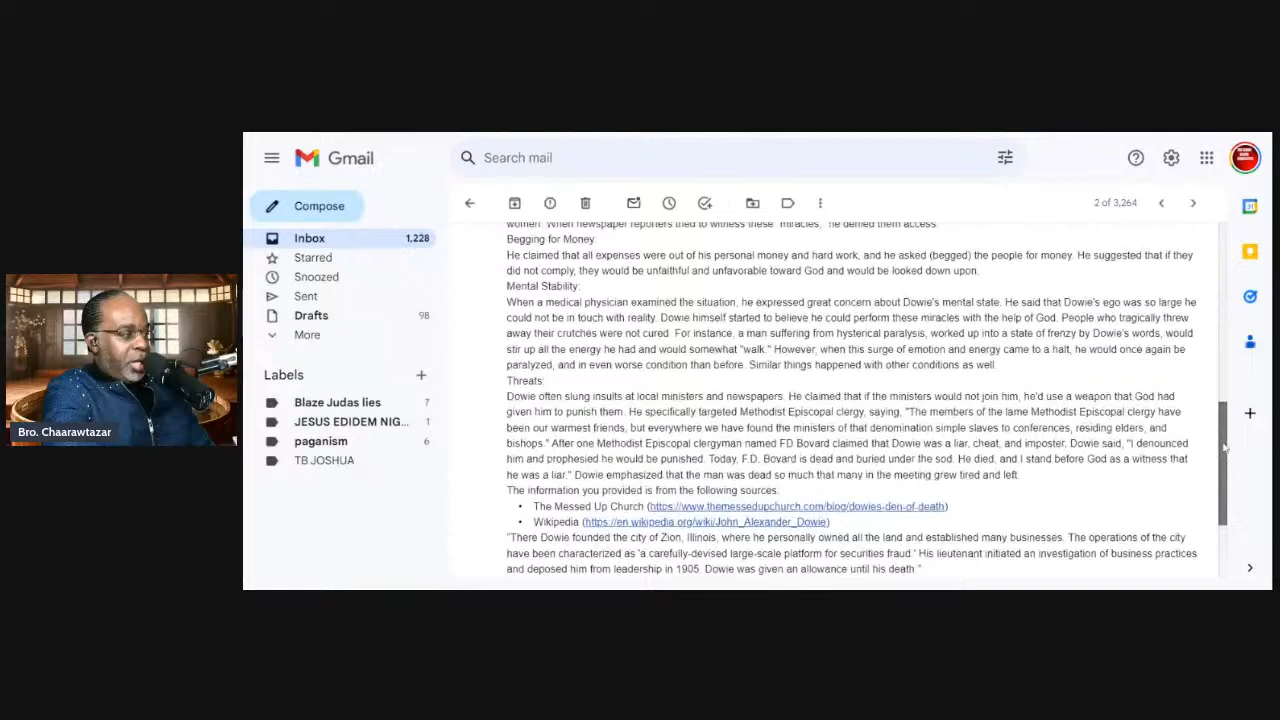 Gmail
Search mail
Compose
2 of 3,264
Inbox 1,228
Starred
Snoozed
Sent
Drafts 98
More
Labels
Blaze Judas lies 7
JESUS EDIDEM NIG... 1
paganism 6
TB JOSHUA
Bro. Chaarawtazar
women. When newspaper reporters tried to witness these "miracles," he denied them access.
Begging for Money:
He claimed that all expenses were out of his personal money and hard work, and he asked (begged) the people for money. He suggested that if they
did not comply, they would be unfaithful and unfavorable toward God and would be looked down upon.
Mental Stability:
When a medical physician examined the situation, he expressed great concern about Dowie's mental state. He said that Dowie's ego was so large he
could not be in touch with reality. Dowie himself started to believe he could perform these miracles with the help of God. People who tragically threw
away their crutches were not cured. For instance, a man suffering from hysterical paralysis, worked up into a state of frenzy by Dowie's words, would
stir up all the energy he had and would somewhat "walk." However, when this surge of emotion and energy came to a halt, he would once again be
paralyzed, and in even worse condition than before. Similar things happened with other conditions as well.
Threats:
Dowie often slung insults at local ministers and newspapers. He claimed that if the ministers would not join him, he'd use a weapon that God had
given him to punish them. He specifically targeted Methodist Episcopal clergy, saying, "The members of the lame Methodist Episcopal clergy have
been our warmest friends, but everywhere we have found the ministers of that denomination simple slaves to conferences, residing elders, and
bishops." After one Methodist Episcopal clergyman named FD Bovard claimed that Dowie was a liar, cheat, and imposter, Dowie said, "I denounced
him and prophesied he would be punished. Today, F.D. Bovard is dead and buried under the sod. He died, and I stand before God as a witness that
he was a liar." Dowie emphasized that the man was dead so much that many in the meeting grew tired and left.
The information you provided is from the following sources:
• The Messed Up Church (https://www.themessedupchurch.com/blog/dowies-den-of-death)
• Wikipedia (https://en.wikipedia.org/wiki/John_Alexander_Dowie)
"There Dowie founded the city of Zion, Illinois, where he personally owned all the land and established many businesses. The operations of the city
have been characterized as 'a carefully-devised large-scale platform for securities fraud.' His lieutenant initiated an investigation of business practices
and deposed him from leadership in 1905. Dowie was given an allowance until his death."